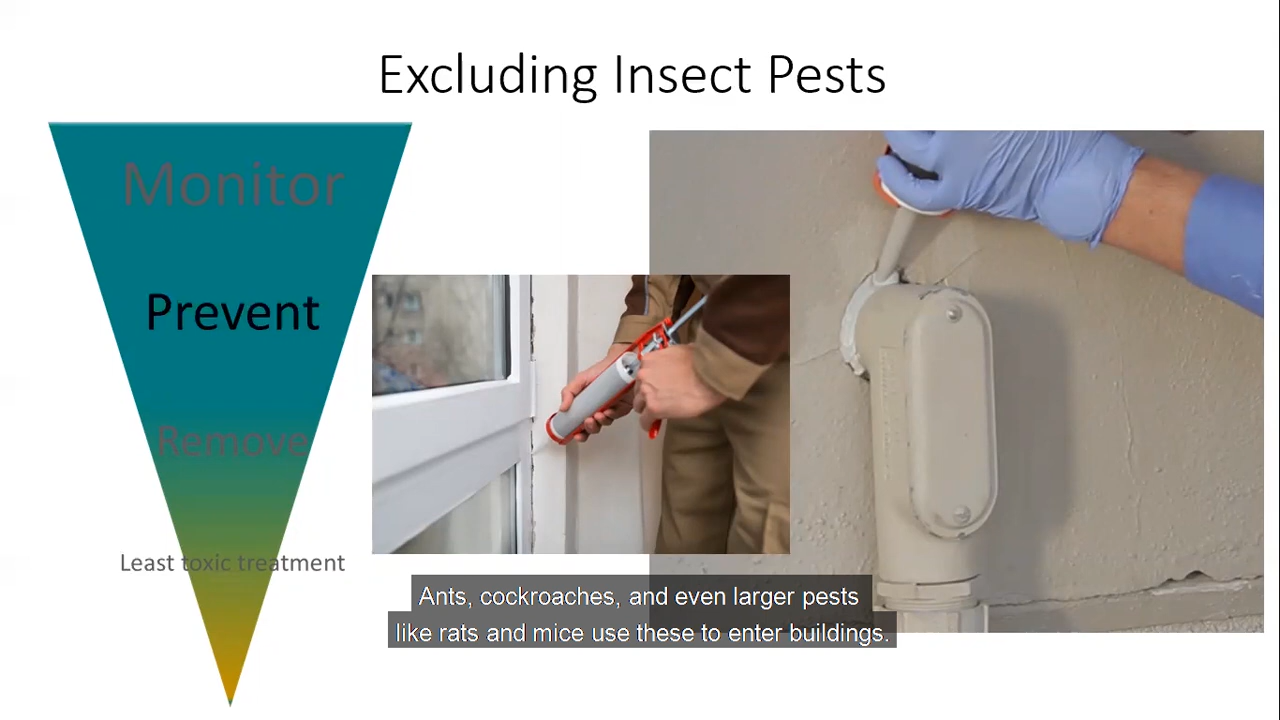 Excluding Insect Pests
Monitor
Prevent
Remove
Least toxic treatment
Ants, cockroaches, and even larger pests
like rats and mice use these to enter buildings.